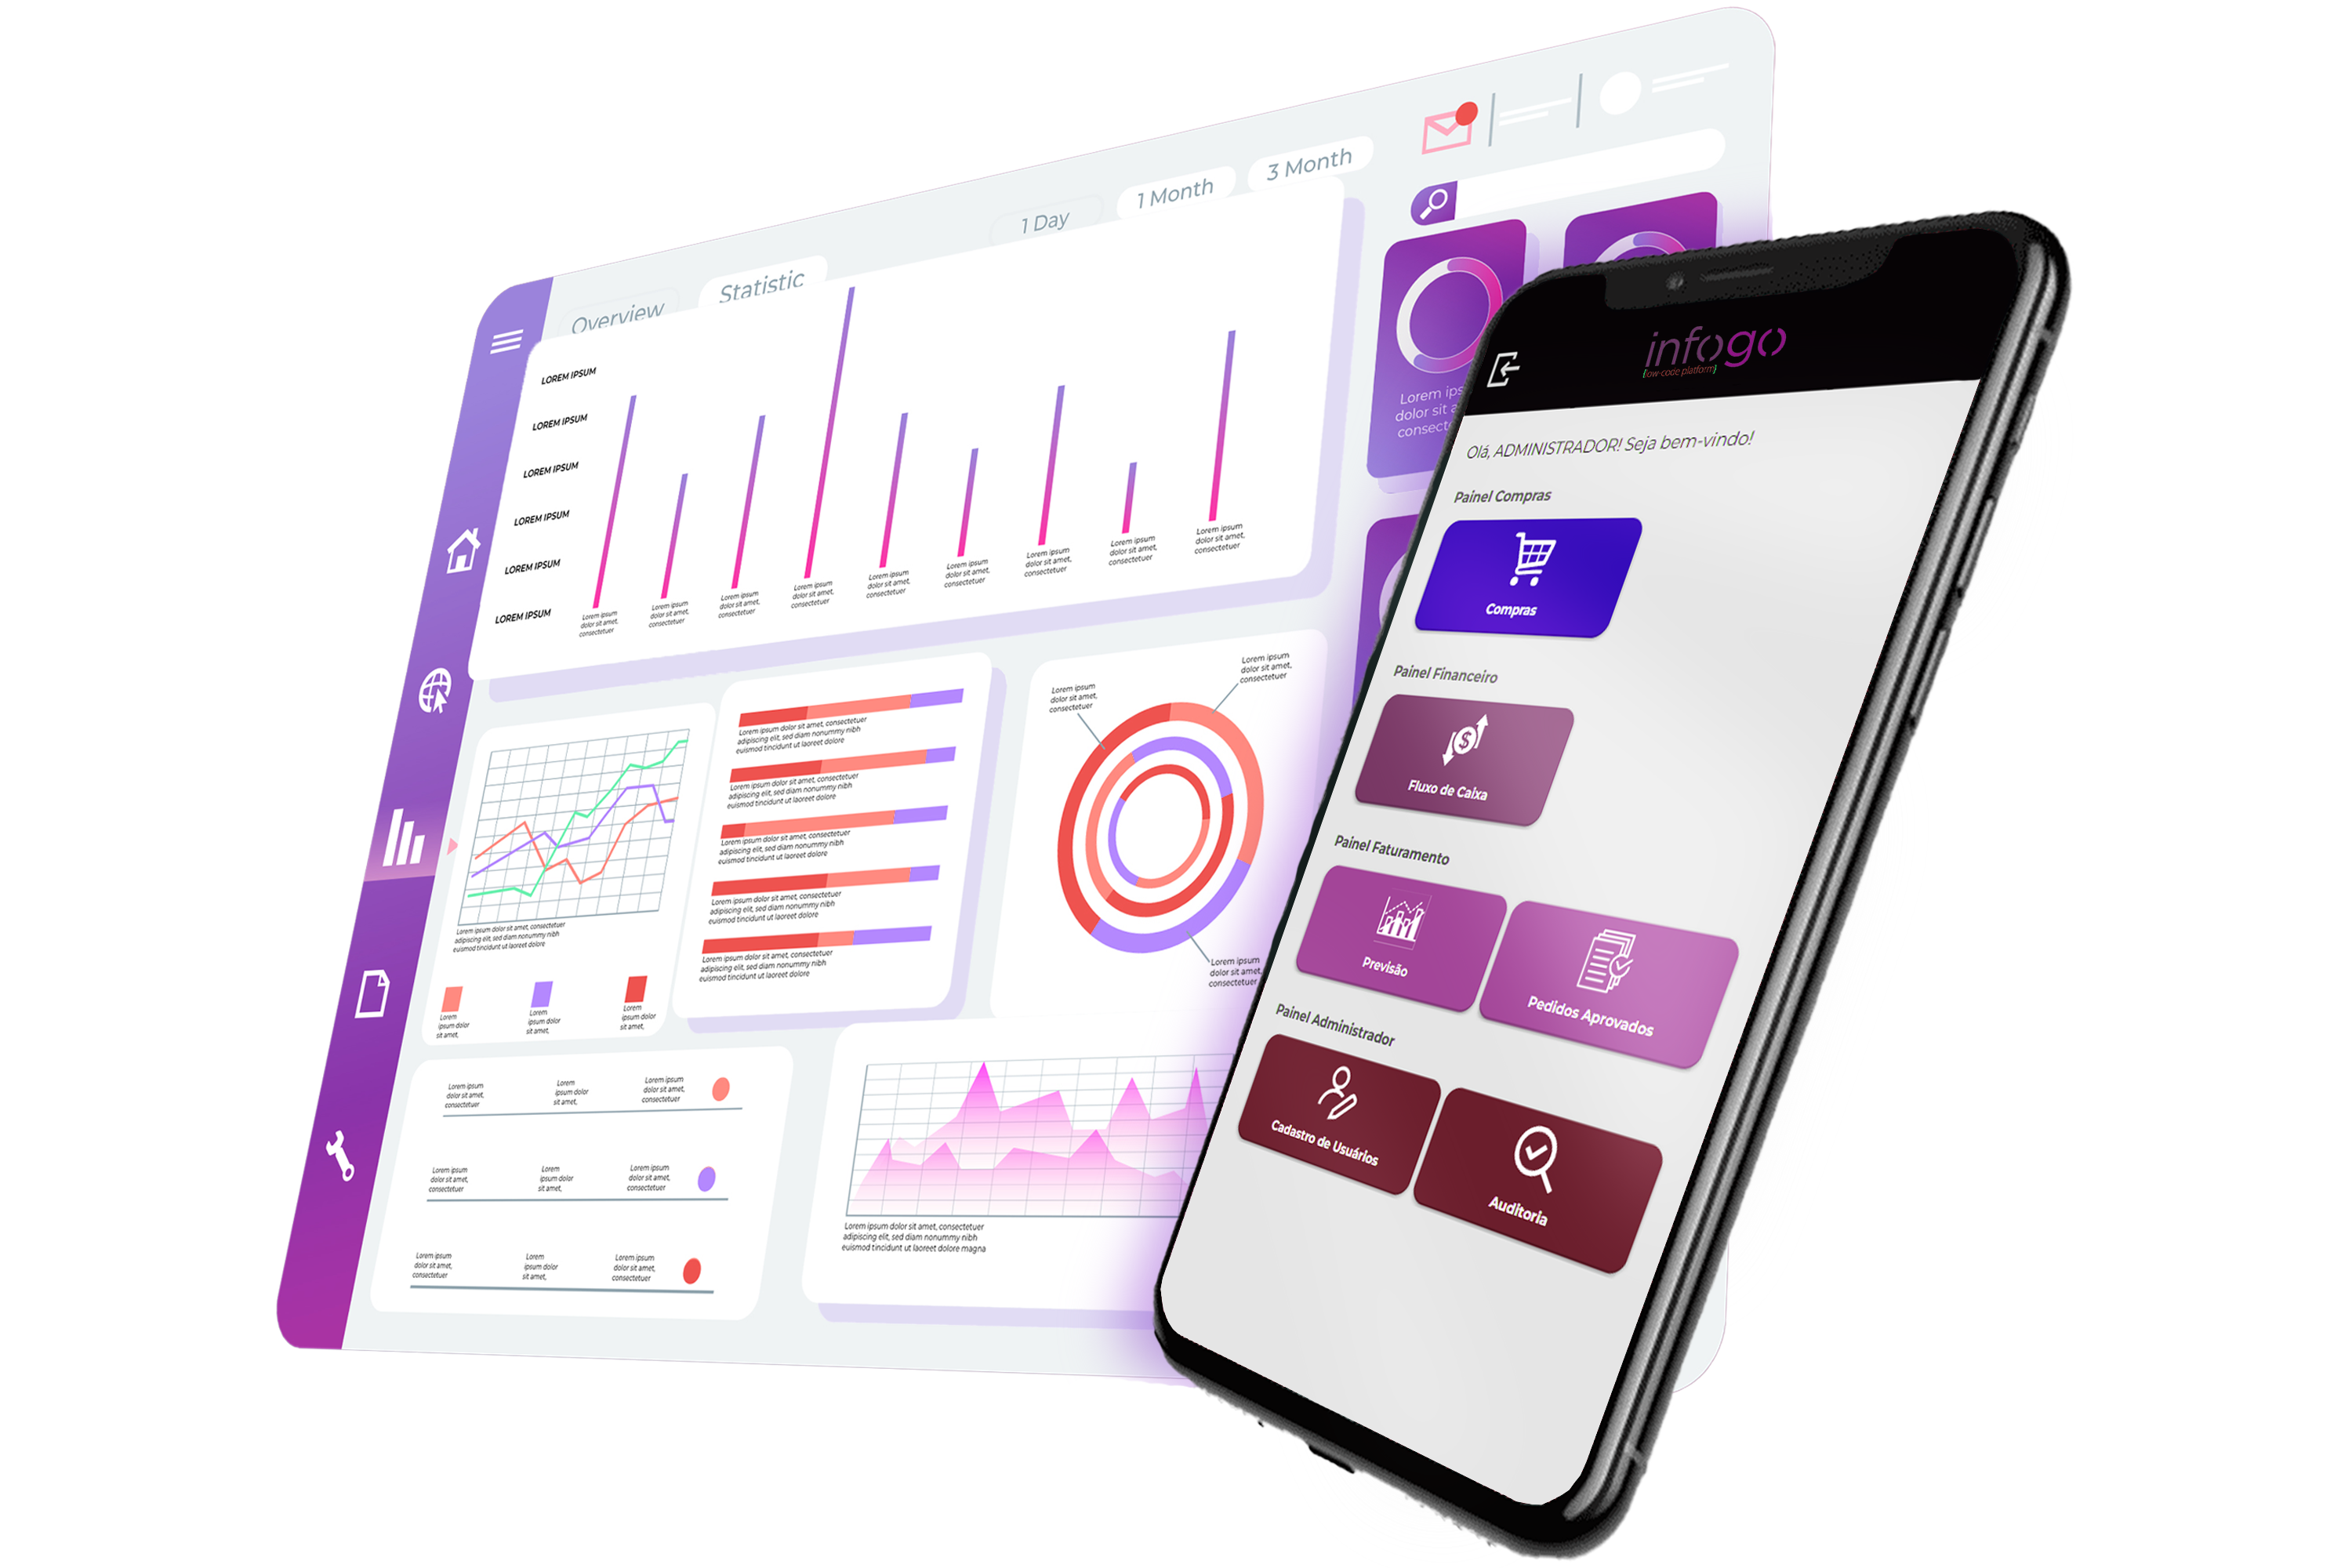 Overview
Statistic
1 Day
1 Month
3 Month
LOREM IPSUM
LOREM IPSUM
LOREM IPSUM
LOREM IPSUM
LOREM IPSUM
LOREM IPSUM
Lorem ipsum
dolor sit amet,
consectetuer
Lorem ipsum
dolor sit amet,
consectetuer
Lorem ipsum
dolor sit amet,
consectetuer
Lorem ipsum
dolor sit amet,
consectetuer
Lorem ipsum
dolor sit amet,
consectetuer
Lorem ipsum
dolor sit amet,
consectetuer
Lorem ipsum
dolor sit amet,
consectetuer
Lorem ipsum
dolor sit amet,
consectetuer
Lorem ipsum
dolor sit amet,
consectetuer
Lorem ips
dolor sit a
consecte
Lorem ipsum dolor sit amet, consectetuer
adipiscing elit, sed diam nonummy nibh
euismod tincidunt ut laoreet dolore
Lorem
ipsum dolor
sit amet,
Lorem
ipsum dolor
sit amet,
Lorem
ipsum dolor
sit amet,
Lorem ipsum dolor sit amet, consectetuer
adipiscing elit, sed diam nonummy nibh
euismod tincidunt ut laoreet dolore
Lorem ipsum dolor sit amet, consectetuer
adipiscing elit, sed diam nonummy nibh
euismod tincidunt ut laoreet dolore
Lorem ipsum dolor sit amet, consectetuer
adipiscing elit, sed diam nonummy nibh
euismod tincidunt ut laoreet dolore
Lorem ipsum dolor sit amet, consectetuer
adipiscing elit, sed diam nonummy nibh
euismod tincidunt ut laoreet dolore
Lorem ipsum dolor sit amet, consectetuer
adipiscing elit, sed diam nonummy nibh
euismod tincidunt ut laoreet dolore
Lorem ipsum
dolor sit amet,
consectetuer
Lorem ipsum
dolor sit amet,
consectetuer
Lorem ipsum
dolor sit amet,
consectetuer
Lorem ipsum
dolor sit amet,
consectetuer
Lorem
ipsum dolor
sit amet,
Lorem ipsum
dolor sit amet,
consectetuer
Lorem ipsum
dolor sit amet,
consectetuer
Lorem
ipsum dolor
sit amet,
Lorem ipsum
dolor sit amet,
consectetuer
Lorem ipsum
dolor sit amet,
consectetuer
Lorem
ipsum dolor
sit amet,
Lorem ipsum
dolor sit amet,
consectetuer
Lorem ipsum dolor sit amet, consectetuer
adipiscing elit, sed diam nonummy nibh
euismod tincidunt ut laoreet dolore magna
infogo
{low-code platform}
Olá, ADMINISTRADOR! Seja bem-vindo!
Painel Compras
Compras
Painel Financeiro
Fluxo de Caixa
Painel Faturamento
Previsão
Pedidos Aprovados
Painel Administrador
Cadastro de Usuários
Auditoria